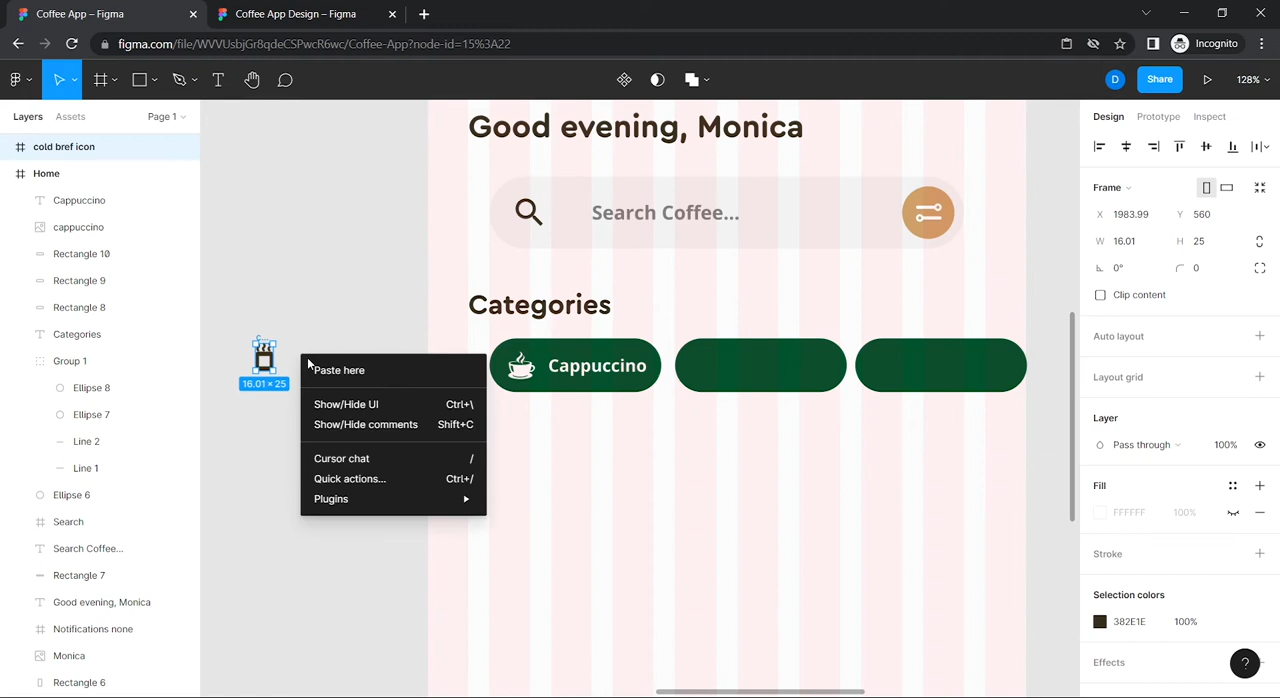 Coffee App – Figma
Coffee App Design – Figma
figma.com/file/WVVUsbjGr8qdeCSPwcR6wc/Coffee-App?node-id=15%3A22
Incognito
D
Share
128%
Layers
Assets
Page 1
cold bref icon
Home
Cappuccino
cappuccino
Rectangle 10
Rectangle 9
Rectangle 8
Categories
Group 1
Ellipse 8
Ellipse 7
Line 2
Line 1
Ellipse 6
Search
Search Coffee...
Rectangle 7
Good evening, Monica
Notifications none
Monica
Rectangle 6
Good evening, Monica
Search Coffee...
Categories
Cappuccino
16.01 × 25
Paste here
Show/Hide UI Ctrl+\
Show/Hide comments Shift+C
Cursor chat /
Quick actions... Ctrl+/
Plugins
Design
Prototype
Inspect
Frame
X 1983.99 Y 560
W 16.01 H 25
0° 0
Clip content
Auto layout
Layout grid
Layer
Pass through 100%
Fill
FFFFFF 100%
Stroke
Selection colors
382E1E 100%
Effects
?